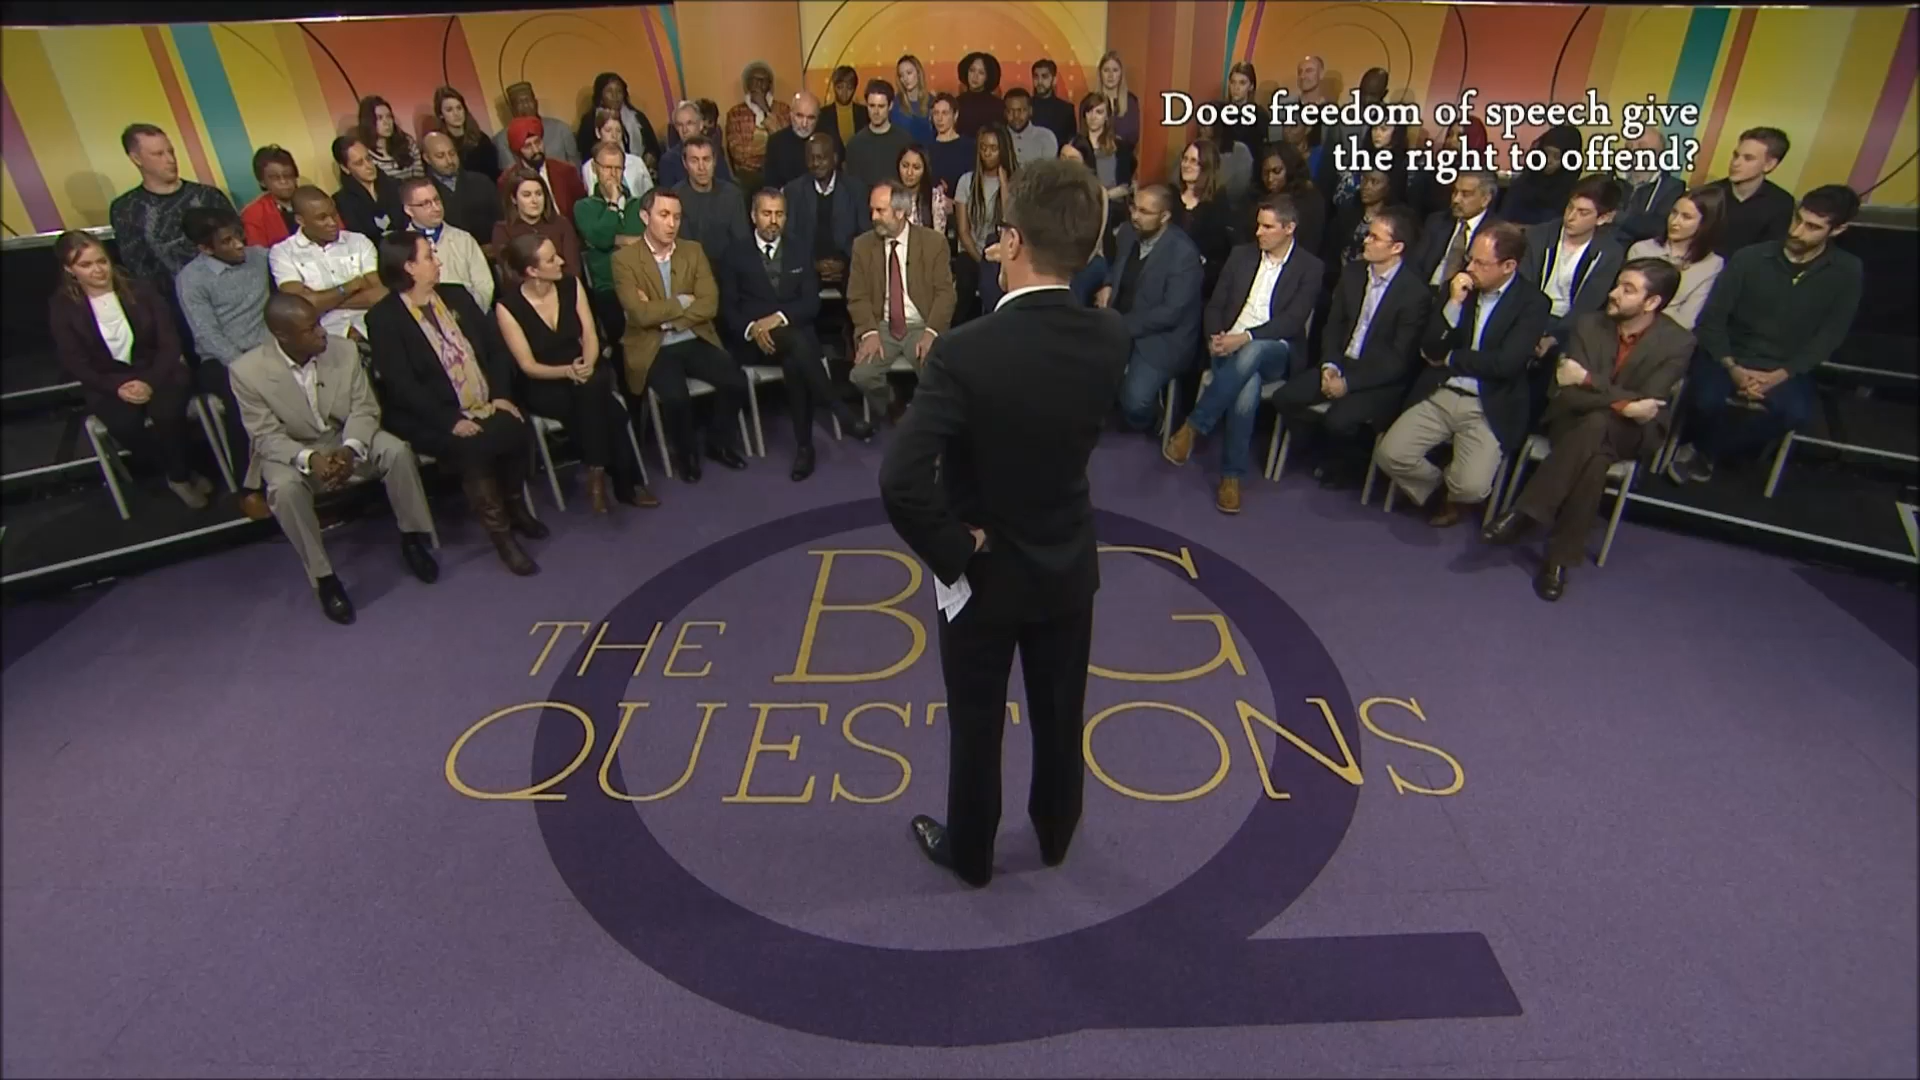 Does freedom of speech give
the right to offend?
THE BIG
QUESTIONS